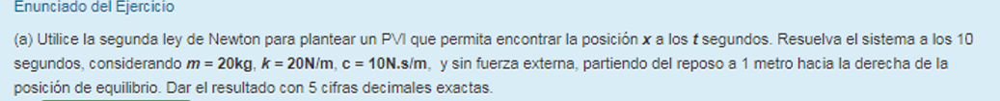 Enunciado del Ejercicio
(a) Utilice la segunda ley de Newton para plantear un PVI que permita encontrar la posición x a los t segundos. Resuelva el sistema a los 10
segundos, considerando m = 20kg, k = 20N/m, c = 10N.s/m, y sin fuerza externa, partiendo del reposo a 1 metro hacia la derecha de la
posición de equilibrio. Dar el resultado con 5 cifras decimales exactas.